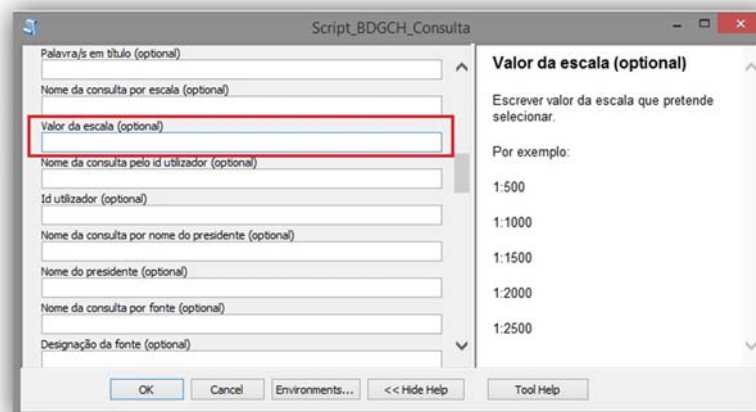 Script_BDGCH_Consulta
Palavra/s em título (optional)
Nome da consulta por escala (optional)
Valor da escala (optional)
Nome da consulta pelo id utilizador (optional)
Id utilizador (optional)
Nome da consulta por nome do presidente (optional)
Nome do presidente (optional)
Nome da consulta por fonte (optional)
Designação da fonte (optional)
Valor da escala (optional)
Escrever valor da escala que pretende
selecionar.
Por exemplo:
1:500
1:1000
1:1500
1:2000
1:2500
OK Cancel Environments... << Hide Help Tool Help